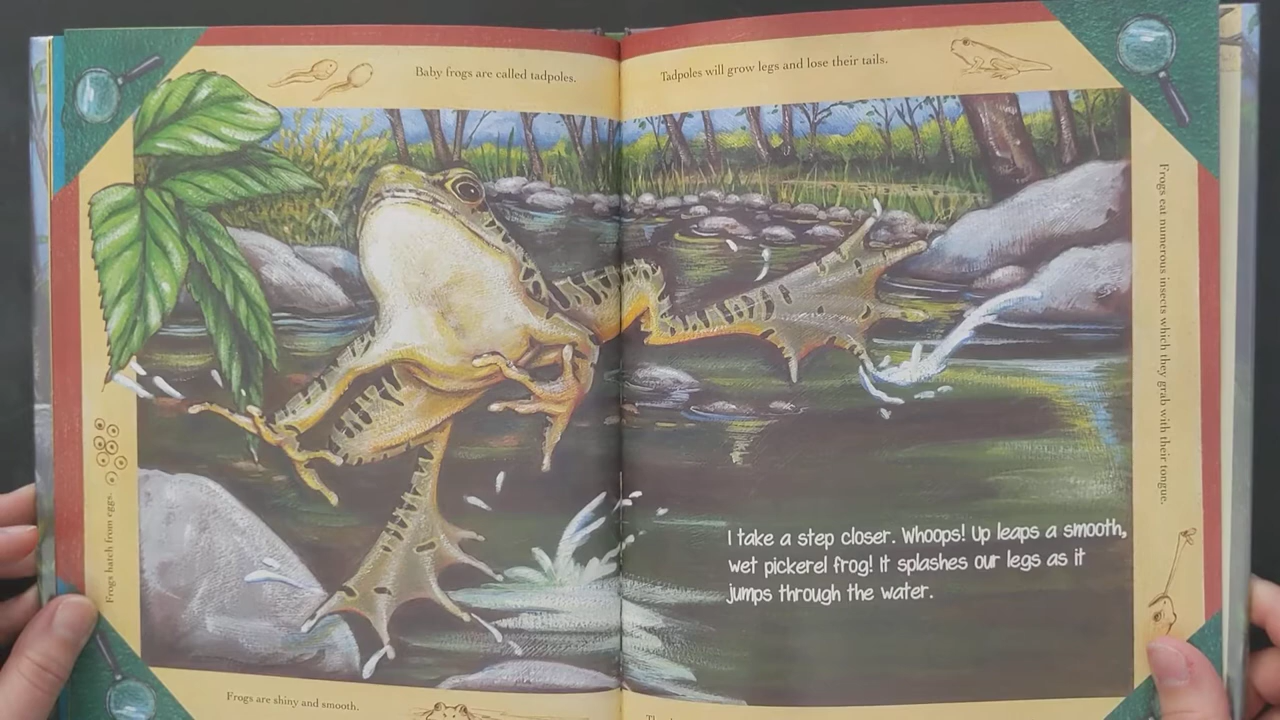 Baby frogs are called tadpoles.
Tadpoles will grow legs and lose their tails.
Frogs eat numerous insects which they grab with their tongue.
Frogs hatch from eggs.
I take a step closer. Whoops! Up leaps a smooth,
wet pickerel frog! It splashes our legs as it
jumps through the water.
Frogs are shiny and smooth.